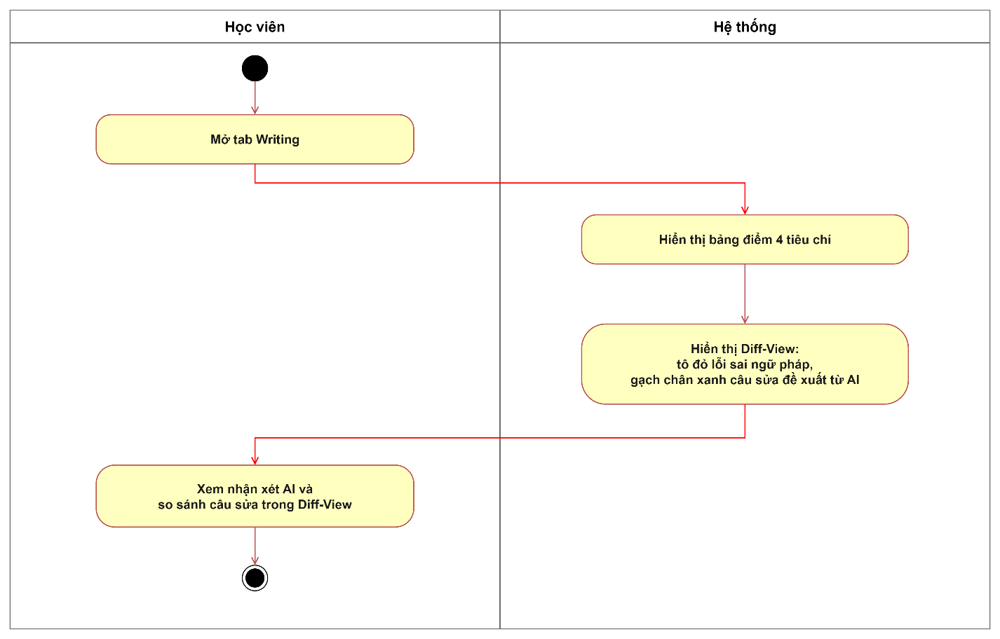 Học viên
Hệ thống
Mở tab Writing
Hiển thị bảng điểm 4 tiêu chí
Hiển thị Diff-View:
tô đỏ lỗi sai ngữ pháp,
gạch chân xanh câu sửa đề xuất từ AI
Xem nhận xét AI và
so sánh câu sửa trong Diff-View